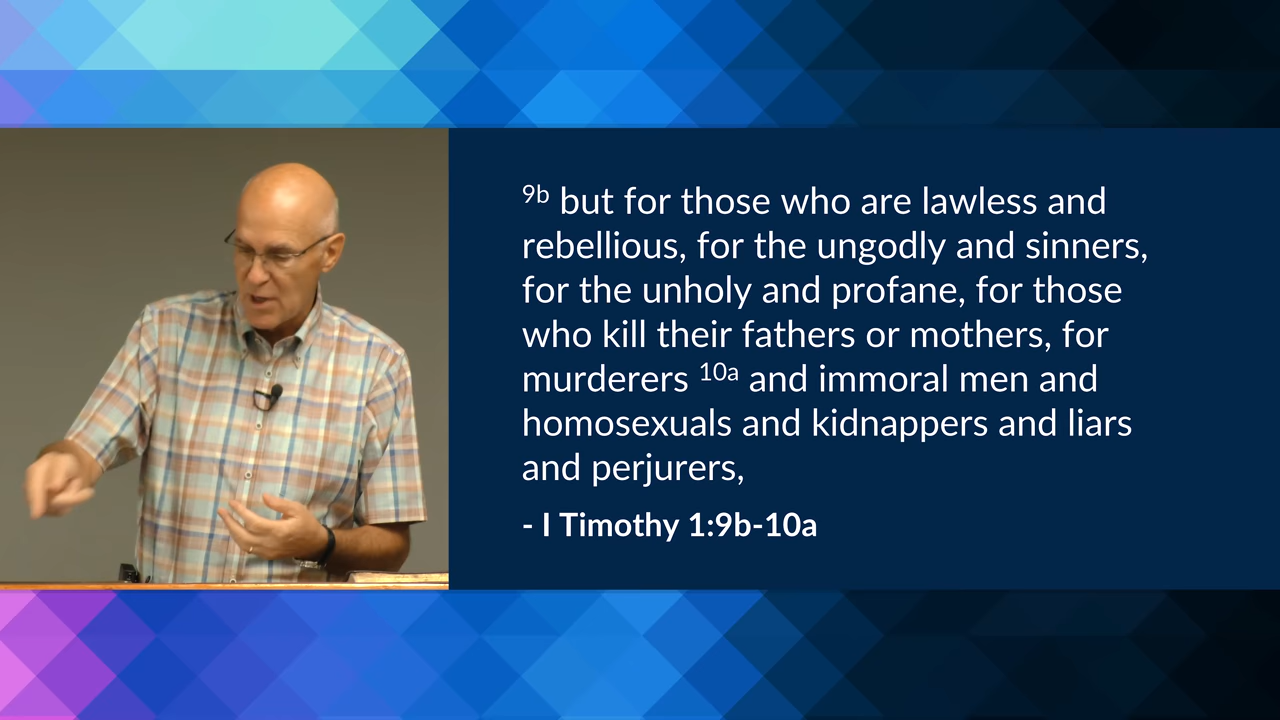 9b but for those who are lawless and
rebellious, for the ungodly and sinners,
for the unholy and profane, for those
who kill their fathers or mothers, for
murderers 10a and immoral men and
homosexuals and kidnappers and liars
and perjurers,
- I Timothy 1:9b-10a